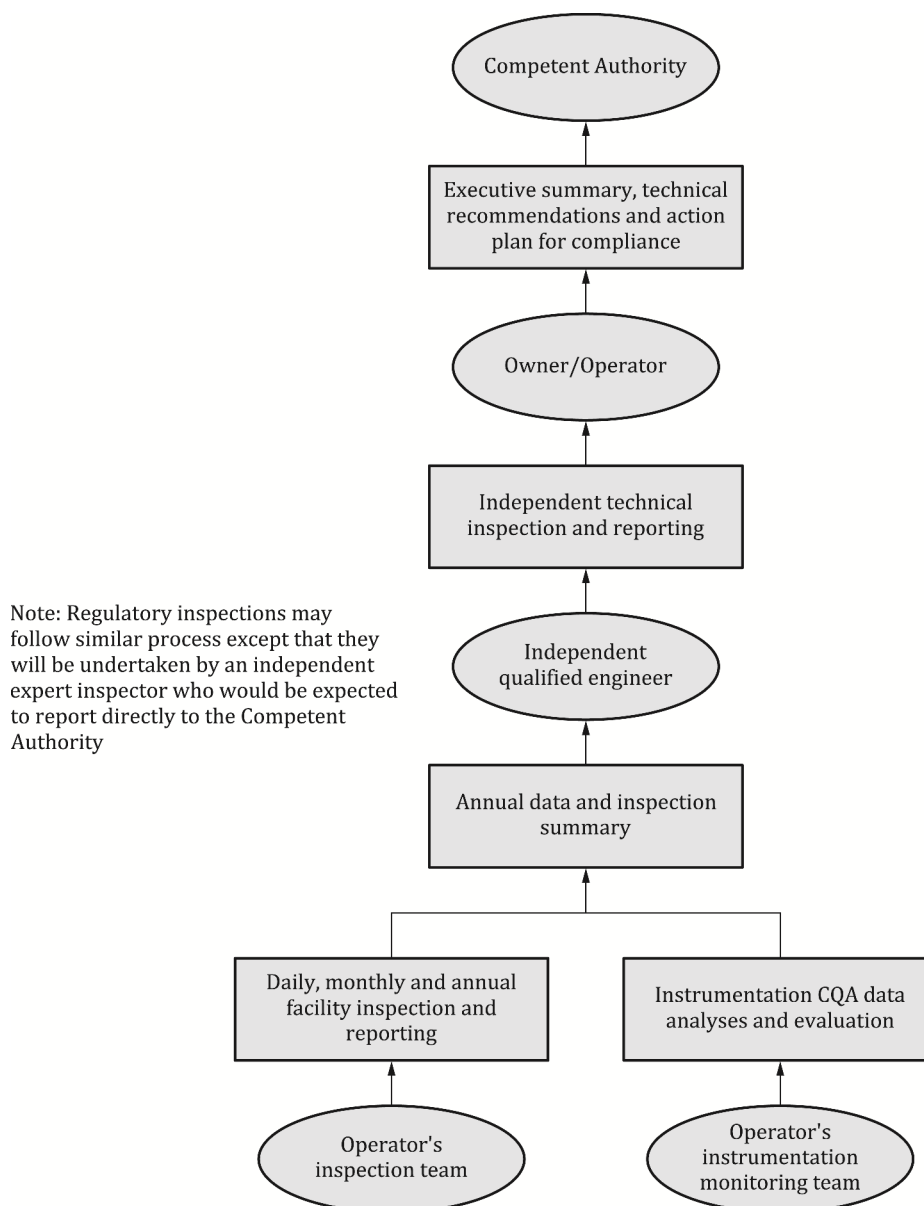 Competent Authority
Executive summary, technical
recommendations and action
plan for compliance
Owner/Operator
Independent technical
inspection and reporting
Note: Regulatory inspections may
follow similar process except that they
will be undertaken by an independent
expert inspector who would be expected
to report directly to the Competent
Authority
Independent
qualified engineer
Annual data and inspection
summary
Daily, monthly and annual
facility inspection and
reporting
Instrumentation CQA data
analyses and evaluation
Operator's
inspection team
Operator's
instrumentation
monitoring team